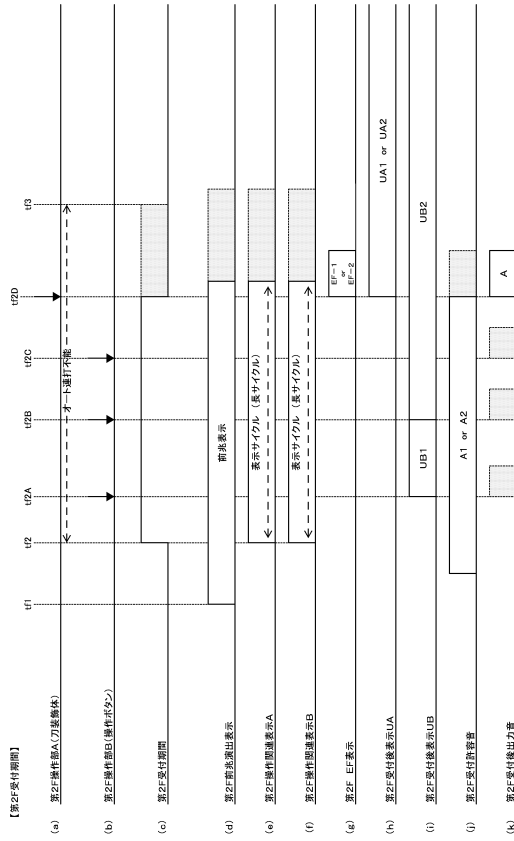 【第2F受付期間】
tf1
tf2
tf2A
tf2B
tf2C
tf2D
tf3
(a) 第2F操作部A(刀装飾体)
オート連打不能
(b) 第2F操作部B(操作ボタン)
(c) 第2F受付期間
(d) 第2F前兆演出表示
前兆表示
(e) 第2F操作関連表示A
表示サイクル (長サイクル)
(f) 第2F操作関連表示B
表示サイクル (長サイクル)
(g) 第2F EF表示
EF-1
or
EF-2
(h) 第2F受付後表示UA
UA1 or UA2
(i) 第2F受付後表示UB
UB1
UB2
(j) 第2F受付許容音
A1 or A2
(k) 第2F受付後出力音
A